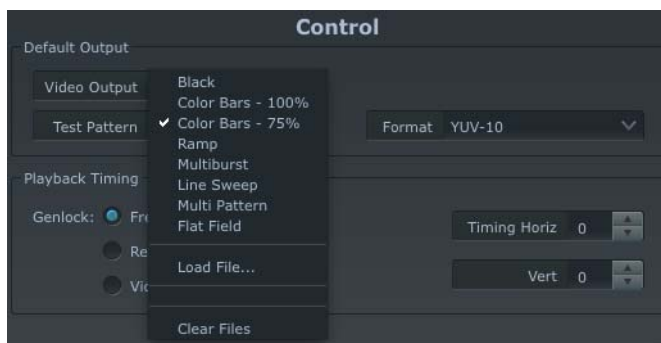 Control
Default Output
Video Output
Test Pattern
Black
Color Bars - 100%
Color Bars - 75%
Ramp
Multiburst
Line Sweep
Multi Pattern
Flat Field
Load File...
Clear Files
Format YUV-10
Playback Timing
Genlock:
Timing Horiz 0
Vert 0